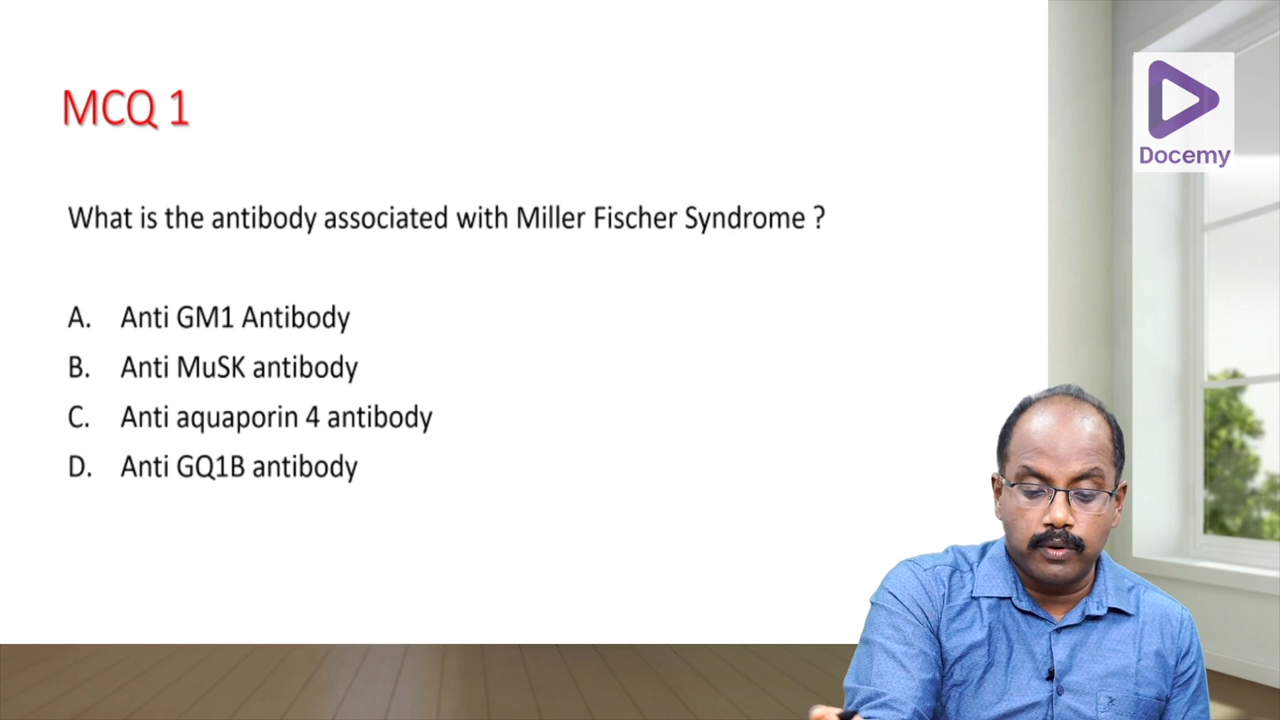 MCQ 1
Docemy
What is the antibody associated with Miller Fischer Syndrome ?
A. Anti GM1 Antibody
B. Anti MuSK antibody
C. Anti aquaporin 4 antibody
D. Anti GQ1B antibody